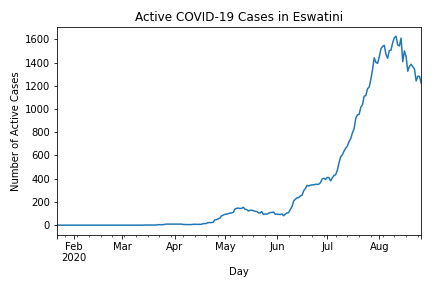 Active COVID-19 Cases in Eswatini
Number of Active Cases
1600
1400
1200
1000
800
600
400
200
0
Feb Mar Apr May Jun Jul Aug
2020
Day